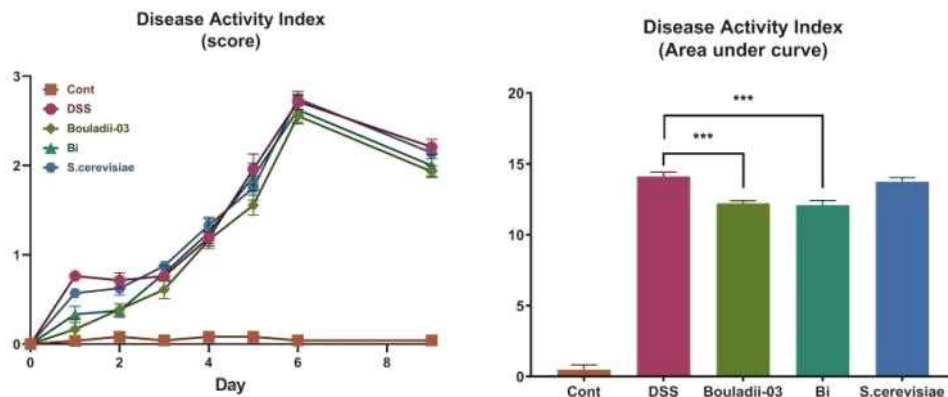 Disease Activity Index
(score)
3
2
1
0
Cont
DSS
Bouladii-03
Bi
S.cerevisiae
0 2 4 6 8
Day
Disease Activity Index
(Area under curve)
20
15
10
5
0
***
***
Cont DSS Bouladii-03 Bi S.cerevisiae